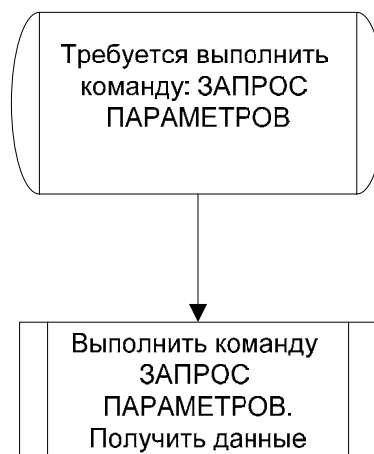 Требуется выполнить
команду: ЗАПРОС
ПАРАМЕТРОВ
Выполнить команду
ЗАПРОС
ПАРАМЕТРОВ.
Получить данные